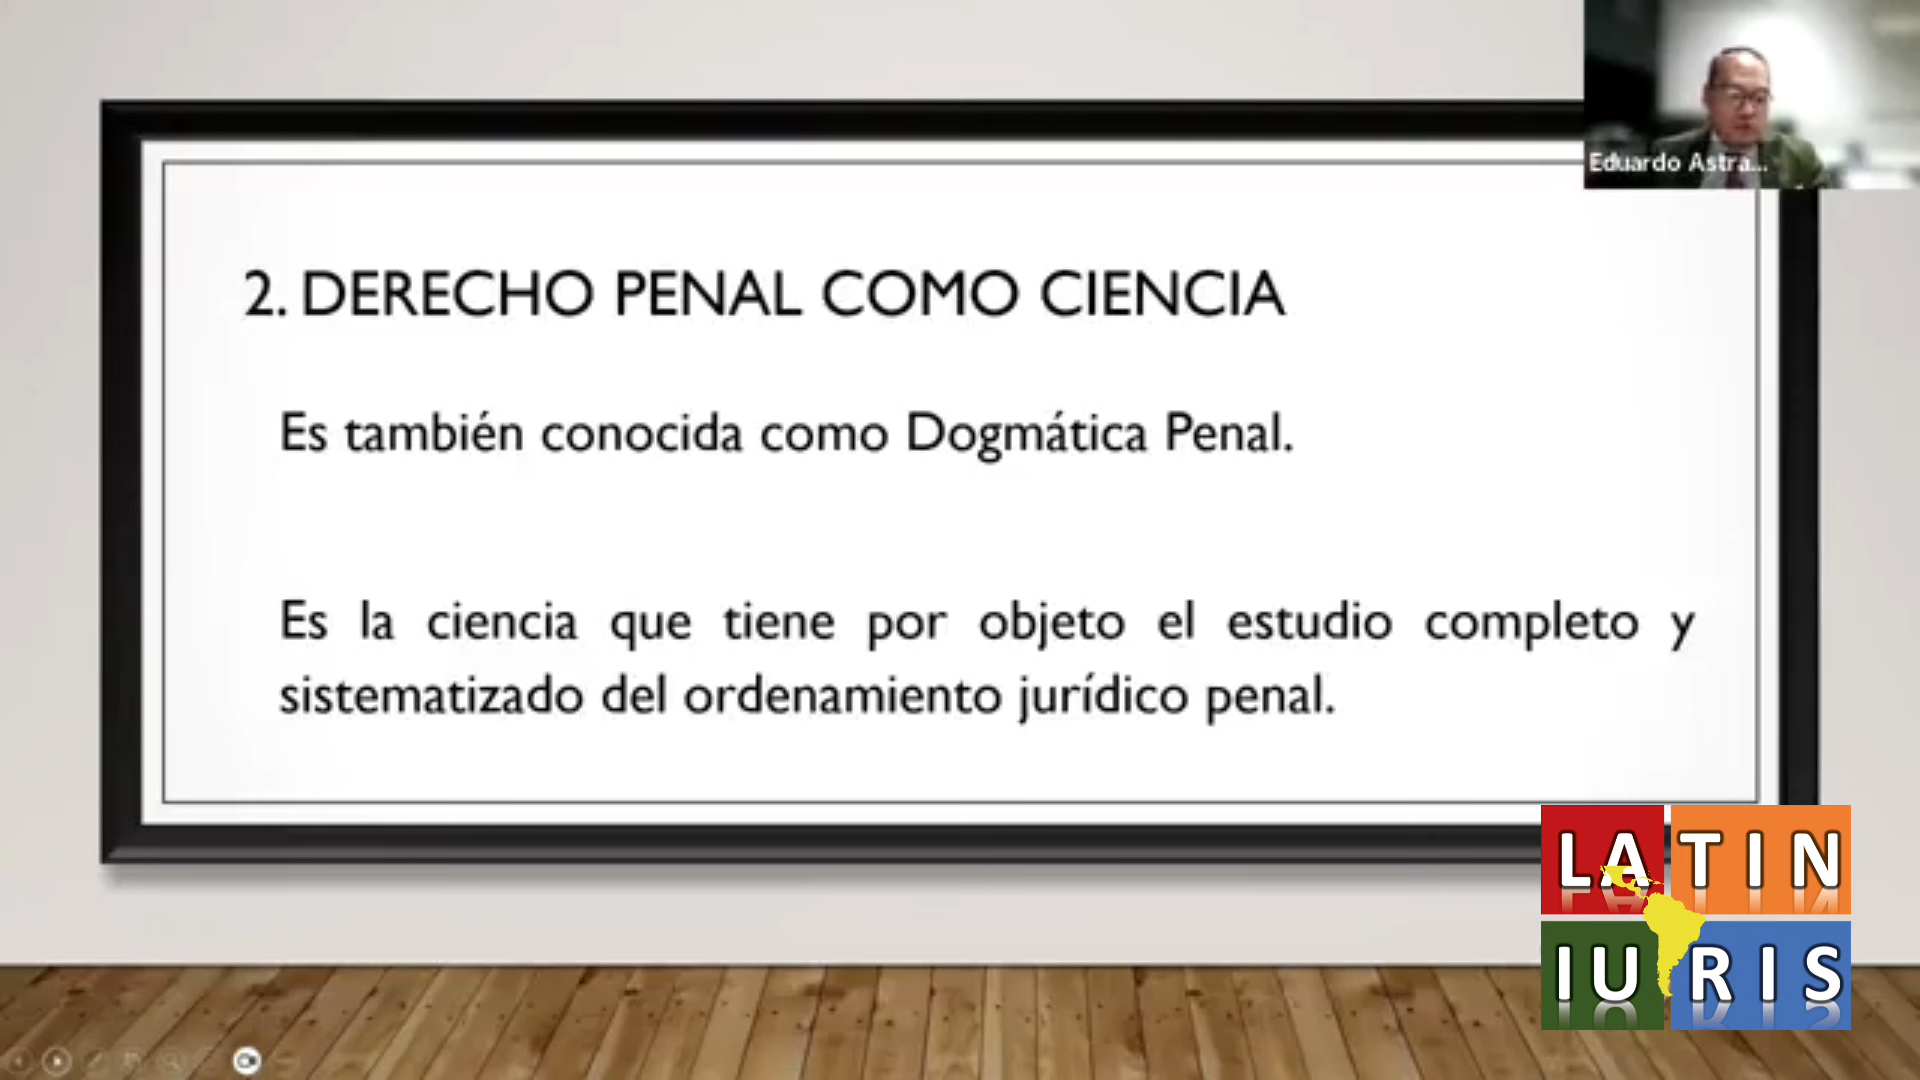 Eduardo Astra...
2. DERECHO PENAL COMO CIENCIA
Es también conocida como Dogmática Penal.
Es la ciencia que tiene por objeto el estudio completo y
sistematizado del ordenamiento jurídico penal.
LATIN
IURIS